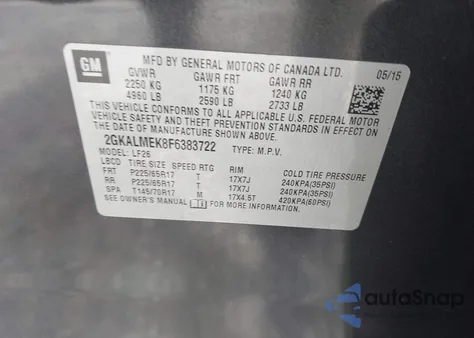 GM
MFD BY GENERAL MOTORS OF CANADA LTD. 05/15
GVWR GAWR FRT GAWR RR
2250 KG 1175 KG 1240 KG
4960 LB 2590 LB 2733 LB
THIS VEHICLE CONFORMS TO ALL APPLICABLE U.S. FEDERAL MOTOR
VEHICLE SAFETY, BUMPER, AND THEFT PREVENTION STANDARDS IN
EFFECT ON THE DATE OF MANUFACTURE SHOWN ABOVE.
2GKALMEK8F6383722 TYPE: M.P.V.
MODEL: LF26
LBCD TIRE SIZE SPEED RTG RIM COLD TIRE PRESSURE
FRT P225/65R17 T 17X7J 240KPA(35PSI)
RR P225/65R17 T 17X7J 240KPA(35PSI)
SPA T145/70R17 M 17X4.5T 420KPA(60PSI)
SEE OWNER'S MANUAL FOR MORE INFORMATION.
autoSnap